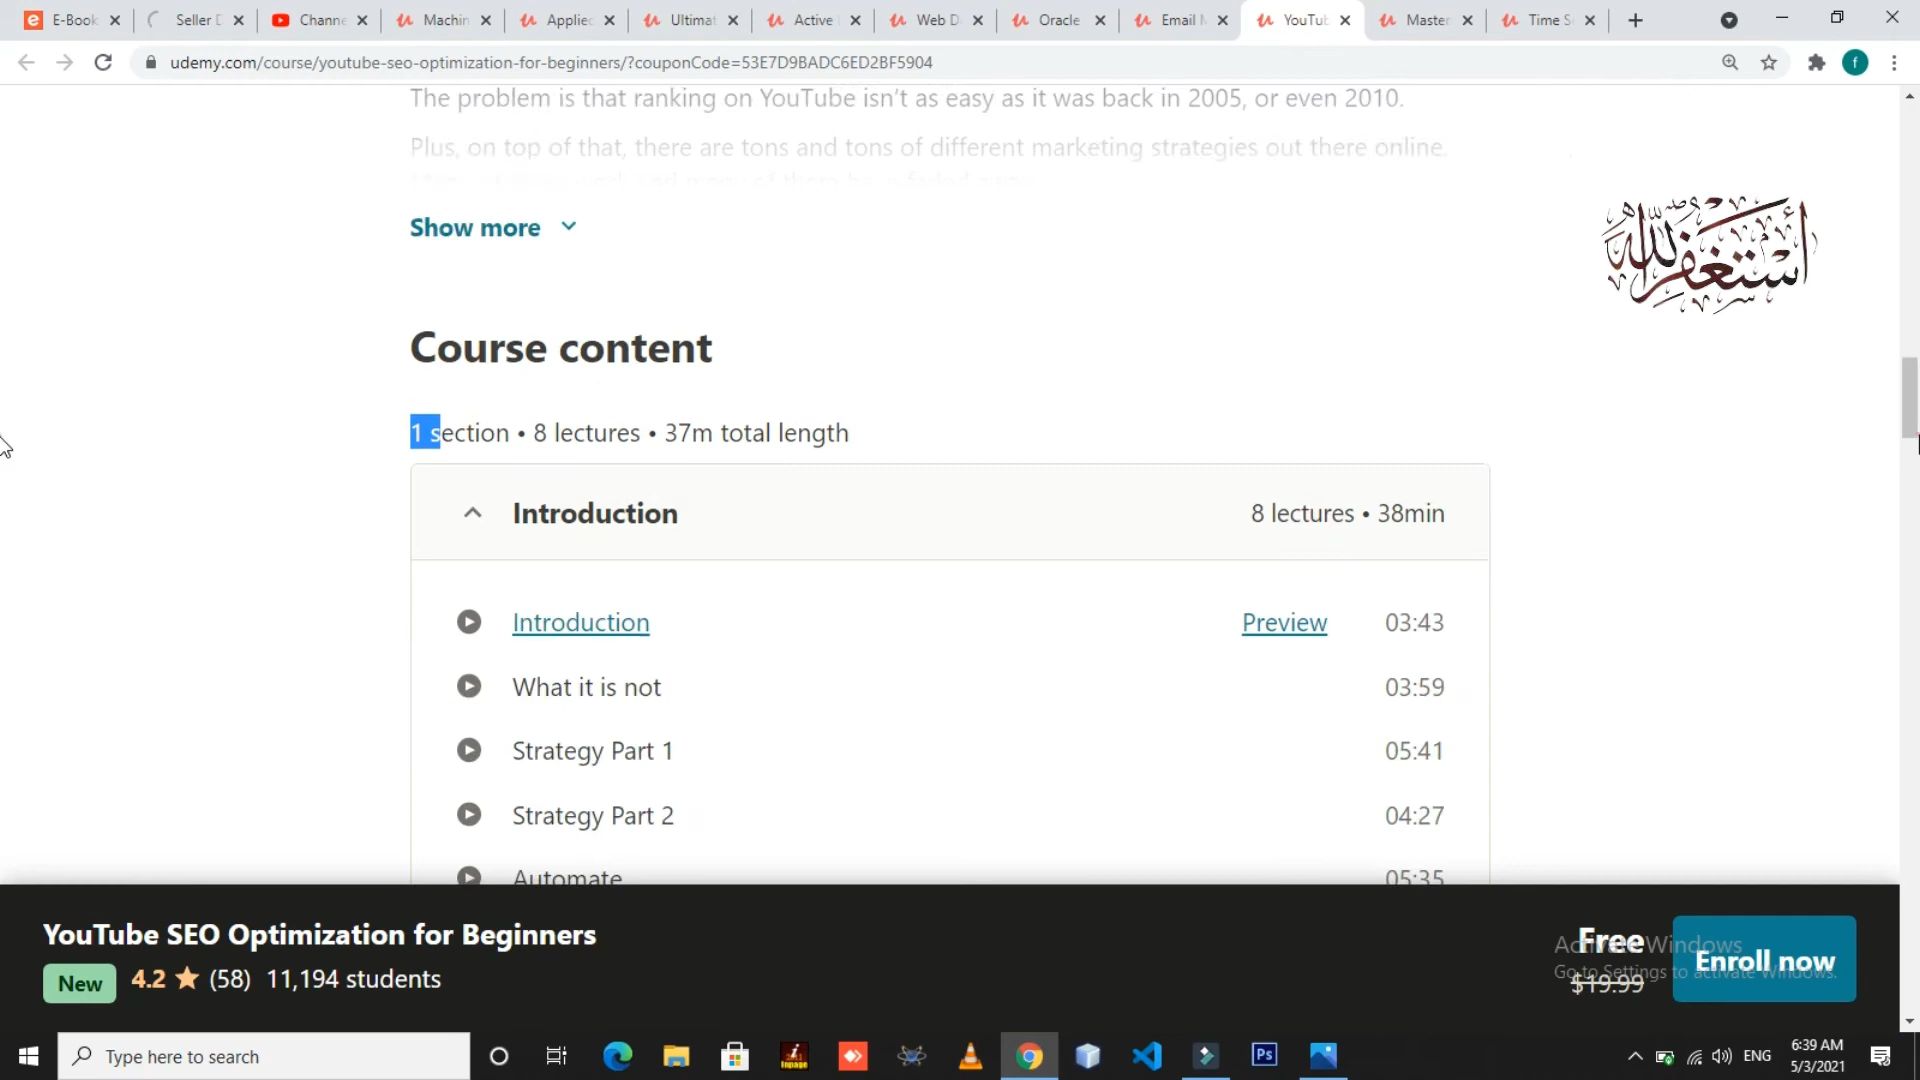 E-Book
Seller D
Channe
Machin
Applied
Ultimat
Active
Web D
Oracle
Email M
YouTub
Master
Time S
udemy.com/course/youtube-seo-optimization-for-beginners/?couponCode=53E7D9BADC6ED2BF5904
f
The problem is that ranking on YouTube isn't as easy as it was back in 2005, or even 2010.
Plus, on top of that, there are tons and tons of different marketing strategies out there online.
Show more
أستغفر الله
Course content
1 section • 8 lectures • 37m total length
Introduction 8 lectures • 38min
Introduction Preview 03:43
What it is not 03:59
Strategy Part 1 05:41
Strategy Part 2 04:27
Automate 05:35
YouTube SEO Optimization for Beginners
New 4.2 (58) 11,194 students
Free
$19.99
Enroll now
Activate Windows
Go to Settings to activate Windows.
Type here to search
Ps
ENG
6:39 AM
5/3/2021